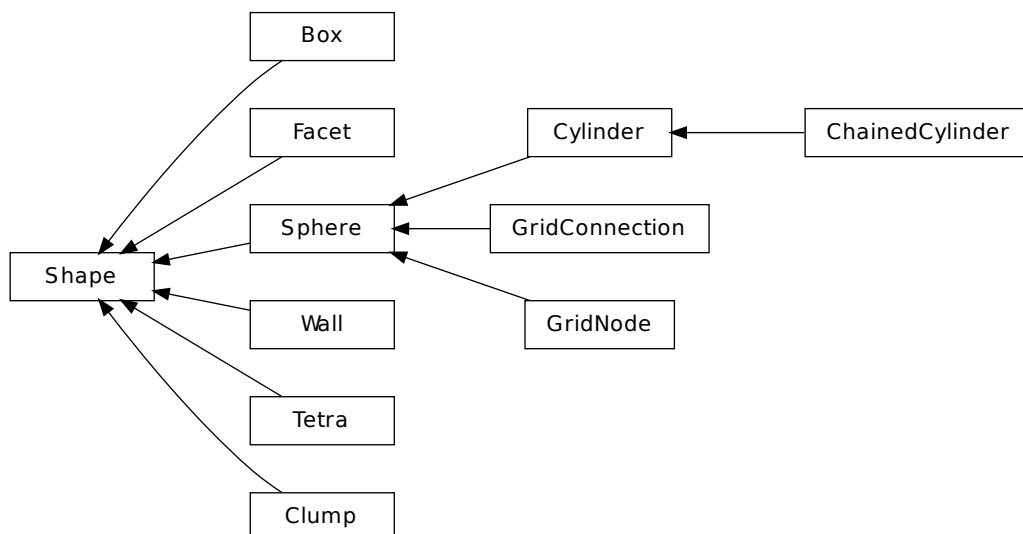 Box
Facet
Cylinder
ChainedCylinder
Sphere
GridConnection
Shape
Wall
GridNode
Tetra
Clump